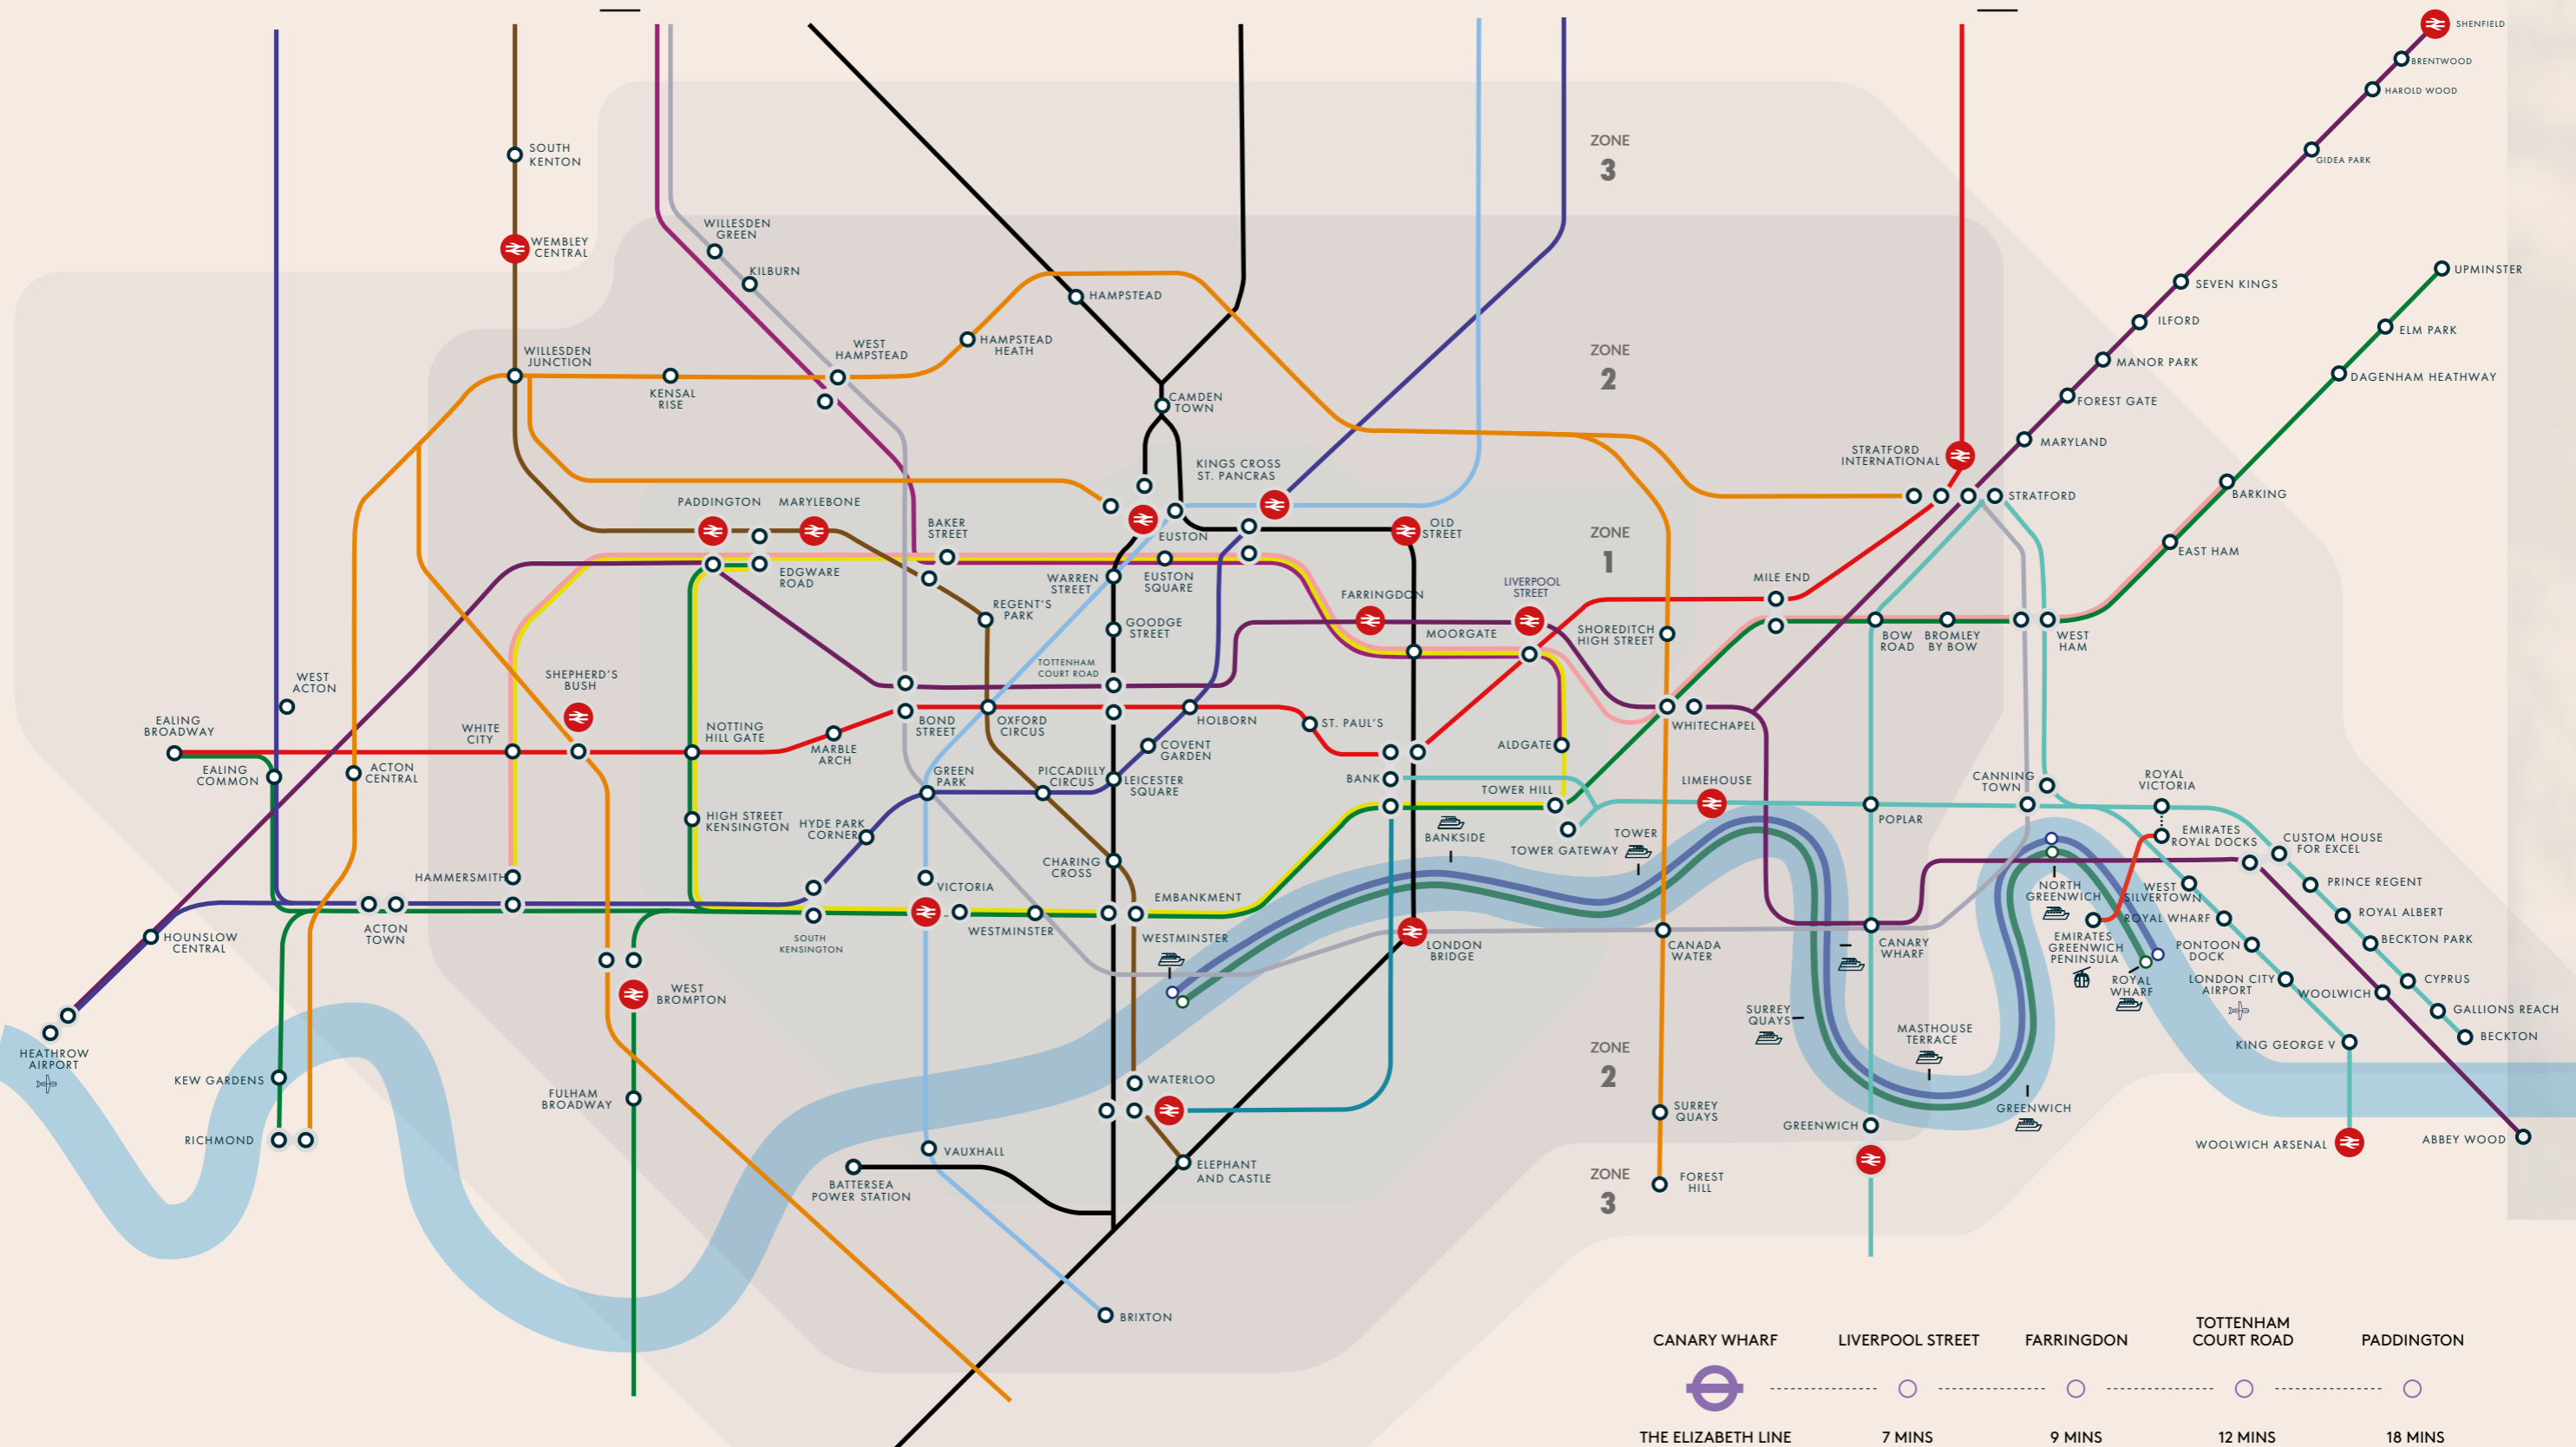 SHENFIELD
BRENTWOOD
HAROLD WOOD
ZONE
3
SOUTH
KENTON
GIDEA PARK
WILLESDEN
GREEN
WEMBLEY
CENTRAL
KILBURN
UPMINSTER
SEVEN KINGS
HAMPSTEAD
ILFORD
ELM PARK
HAMPSTEAD
HEATH
WEST
HAMPSTEAD
WILLESDEN
JUNCTION
ZONE
2
MANOR PARK
DAGENHAM HEATHWAY
KENSAL
RISE
CAMDEN
TOWN
FOREST GATE
MARYLAND
STRATFORD
INTERNATIONAL
KINGS CROSS
ST. PANCRAS
STRATFORD
BARKING
PADDINGTON
MARYLEBONE
BAKER
STREET
EUSTON
OLD
STREET
ZONE
1
EAST HAM
EDGWARE
ROAD
WARREN
STREET
EUSTON
SQUARE
MILE END
LIVERPOOL
STREET
FARRINGDON
REGENT'S
PARK
GOODGE
STREET
MOORGATE
SHOREDITCH
HIGH STREET
BOW
ROAD
BROMLEY
BY BOW
WEST
HAM
TOTTENHAM
COURT ROAD
WEST
ACTON
SHEPHERD'S
BUSH
EALING
BROADWAY
WHITE
CITY
NOTTING
HILL GATE
MARBLE
ARCH
BOND
STREET
OXFORD
CIRCUS
HOLBORN
ST. PAUL'S
WHITECHAPEL
COVENT
GARDEN
ALDGATE
EALING
COMMON
ACTON
CENTRAL
GREEN
PARK
PICCADILLY
CIRCUS
LEICESTER
SQUARE
BANK
TOWER HILL
LIMEHOUSE
CANNING
TOWN
ROYAL
VICTORIA
HIGH STREET
KENSINGTON
HYDE PARK
CORNER
BANKSIDE
TOWER GATEWAY
TOWER
POPLAR
EMIRATES
ROYAL DOCKS
CUSTOM HOUSE
FOR EXCEL
CHARING
CROSS
HAMMERSMITH
VICTORIA
EMBANKMENT
NORTH
GREENWICH
WEST
SILVERTOWN
PRINCE REGENT
ROYAL WHARF
ROYAL ALBERT
ACTON
TOWN
WESTMINSTER
HOUNSLOW
CENTRAL
SOUTH
KENSINGTON
WESTMINSTER
LONDON
BRIDGE
CANADA
WATER
CANARY
WHARF
EMIRATES
GREENWICH
PENINSULA
PONTOON
DOCK
BECKTON PARK
WEST
BROMPTON
ROYAL
WHARF
LONDON CITY
AIRPORT
WOOLWICH
CYPRUS
SURREY
QUAYS
GALLIONS REACH
MASTHOUSE
TERRACE
BECKTON
HEATHROW
AIRPORT
ZONE
2
KING GEORGE V
KEW GARDENS
FULHAM
BROADWAY
WATERLOO
SURREY
QUAYS
GREENWICH
GREENWICH
RICHMOND
VAUXHALL
WOOLWICH ARSENAL
ABBEY WOOD
BATTERSEA
POWER STATION
ELEPHANT
AND CASTLE
ZONE
3
FOREST
HILL
BRIXTON
CANARY WHARF
LIVERPOOL STREET
FARRINGDON
TOTTENHAM
COURT ROAD
PADDINGTON
THE ELIZABETH LINE
7 MINS
9 MINS
12 MINS
18 MINS